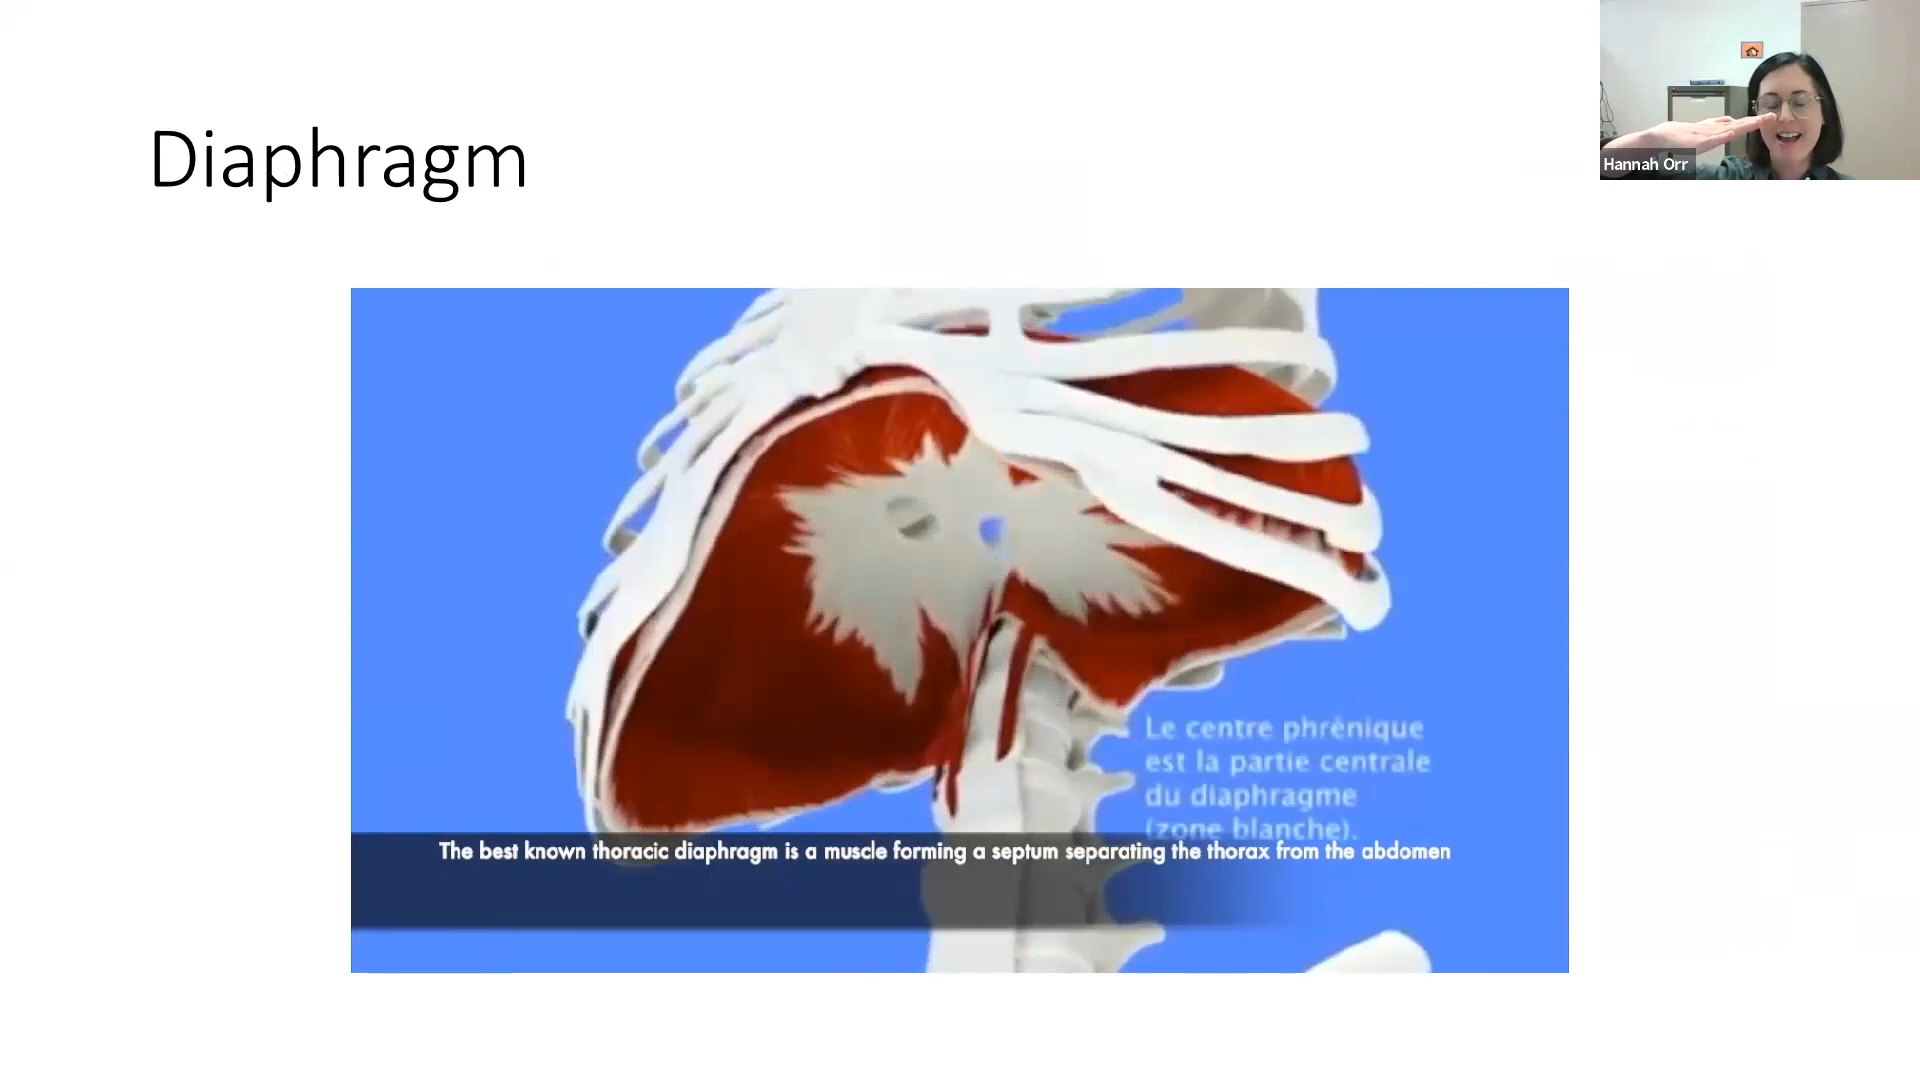 Diaphragm
Hannah Orr
Le centre phrénique
est la partie centrale
du diaphragme
(zone blanche).
The best known thoracic diaphragm is a muscle forming a septum separating the thorax from the abdomen